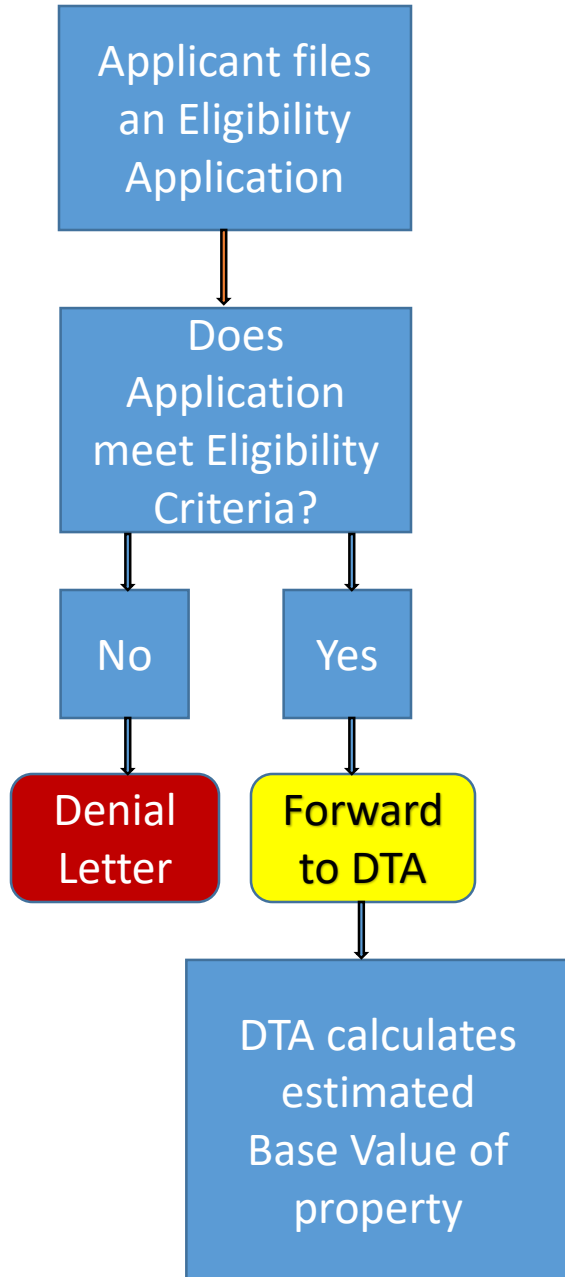 Applicant files
an Eligibility
Application
Does
Application
meet Eligibility
Criteria?
No
Yes
Denial
Letter
Forward
to DTA
DTA calculates
estimated
Base Value of
property